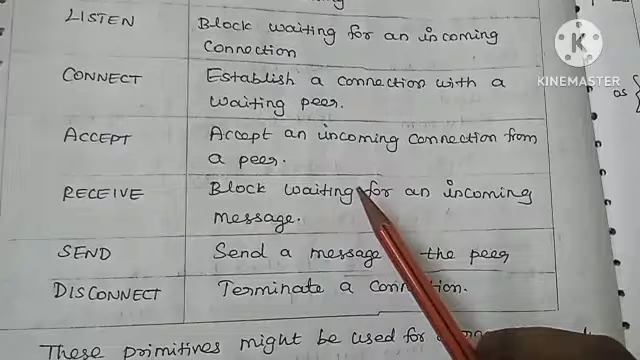 LISTEN
Block waiting for an incoming
connection
CONNECT
Establish a connection with a
waiting peer.
ACCEPT
Accept an incoming connection from
a peer.
RECEIVE
Block waiting for an incoming
message.
SEND
Send a message the peer
DISCONNECT
Terminate a connection.
These primitives might be used for
as
KINEMASTER